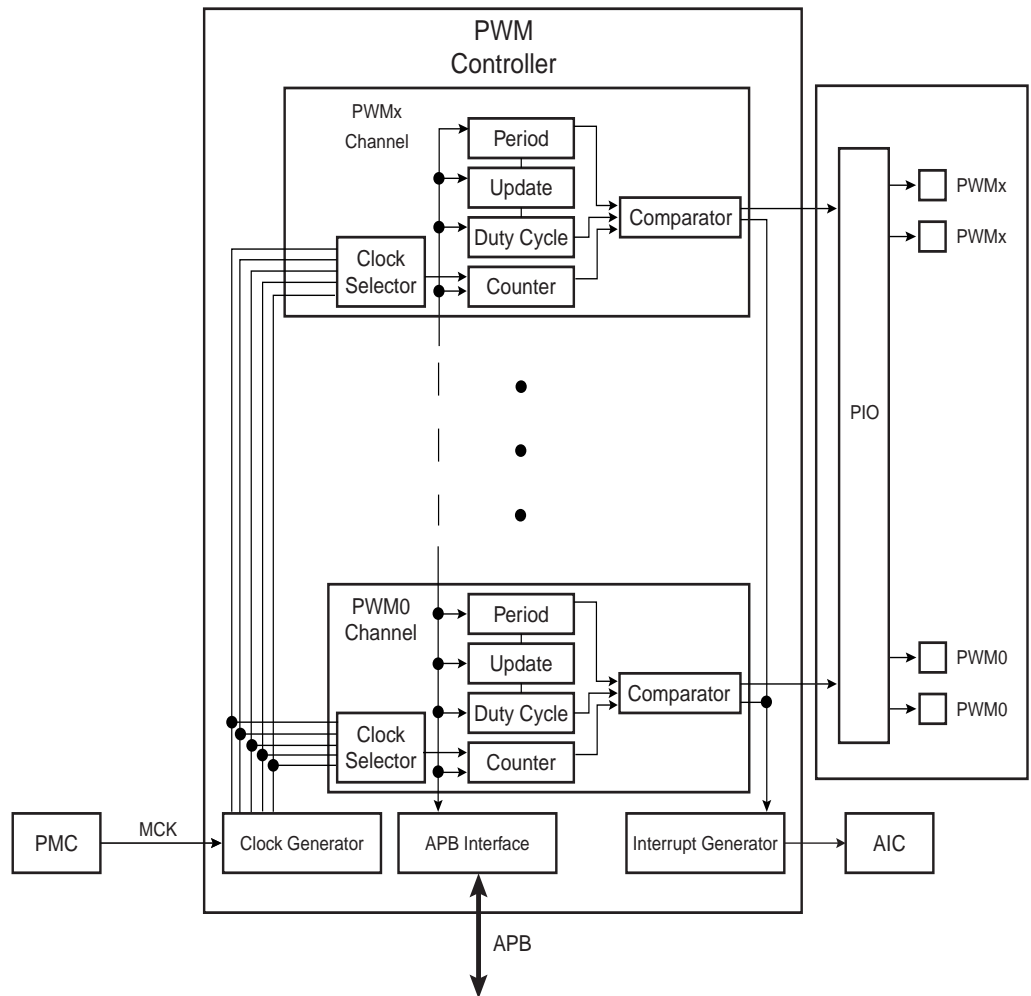 PWM
Controller
PWMx
Channel
Period
Update
Duty Cycle
Clock
Selector
Counter
Comparator
PWMx
PWMx
PIO
PWM0
Channel
Period
Update
Duty Cycle
Clock
Selector
Counter
Comparator
PWM0
PWM0
PMC
MCK
Clock Generator
APB Interface
Interrupt Generator
AIC
APB